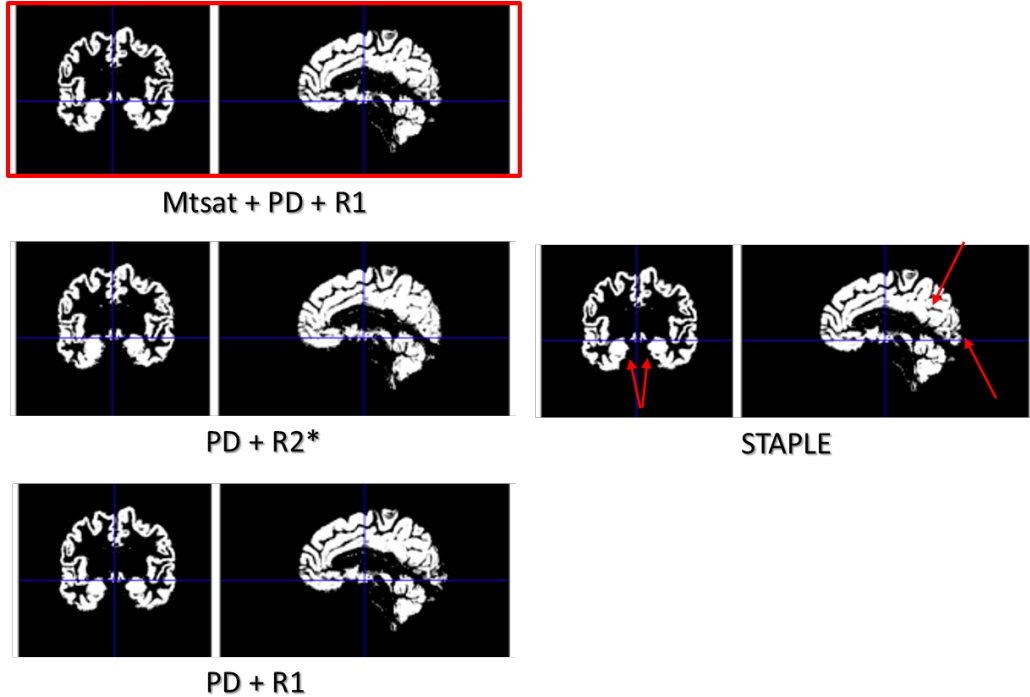 Mtsat + PD + R1
PD + R2*
STAPLE
PD + R1